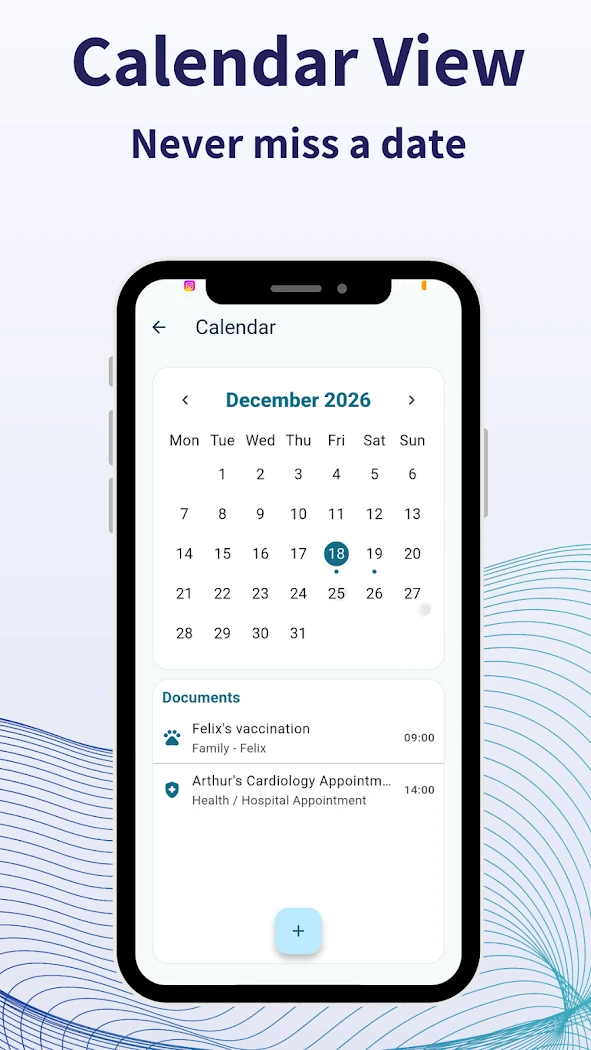 Calendar View
Never miss a date
Calendar
December 2026
Mon Tue Wed Thu Fri Sat Sun
1 2 3 4 5 6
7 8 9 10 11 12 13
14 15 16 17 18 19 20
21 22 23 24 25 26 27
28 29 30 31
Documents
Felix's vaccination
Family - Felix
09:00
Arthur's Cardiology Appointm...
Health / Hospital Appointment
14:00
+